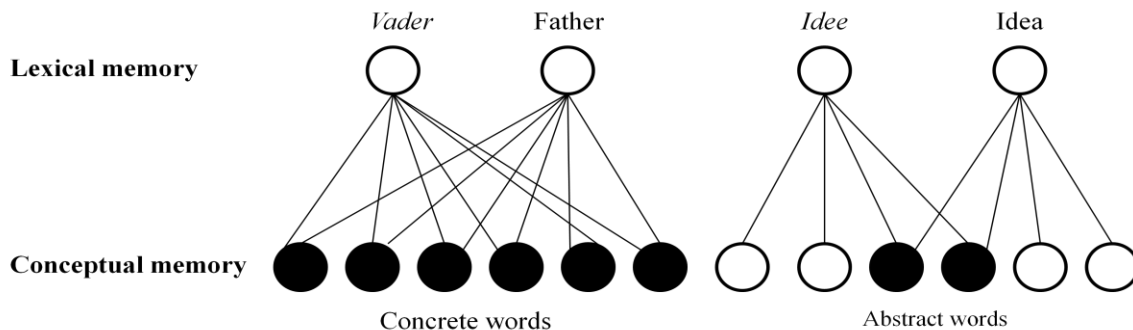 Vader Father Idee Idea
Lexical memory
Conceptual memory
Concrete words Abstract words